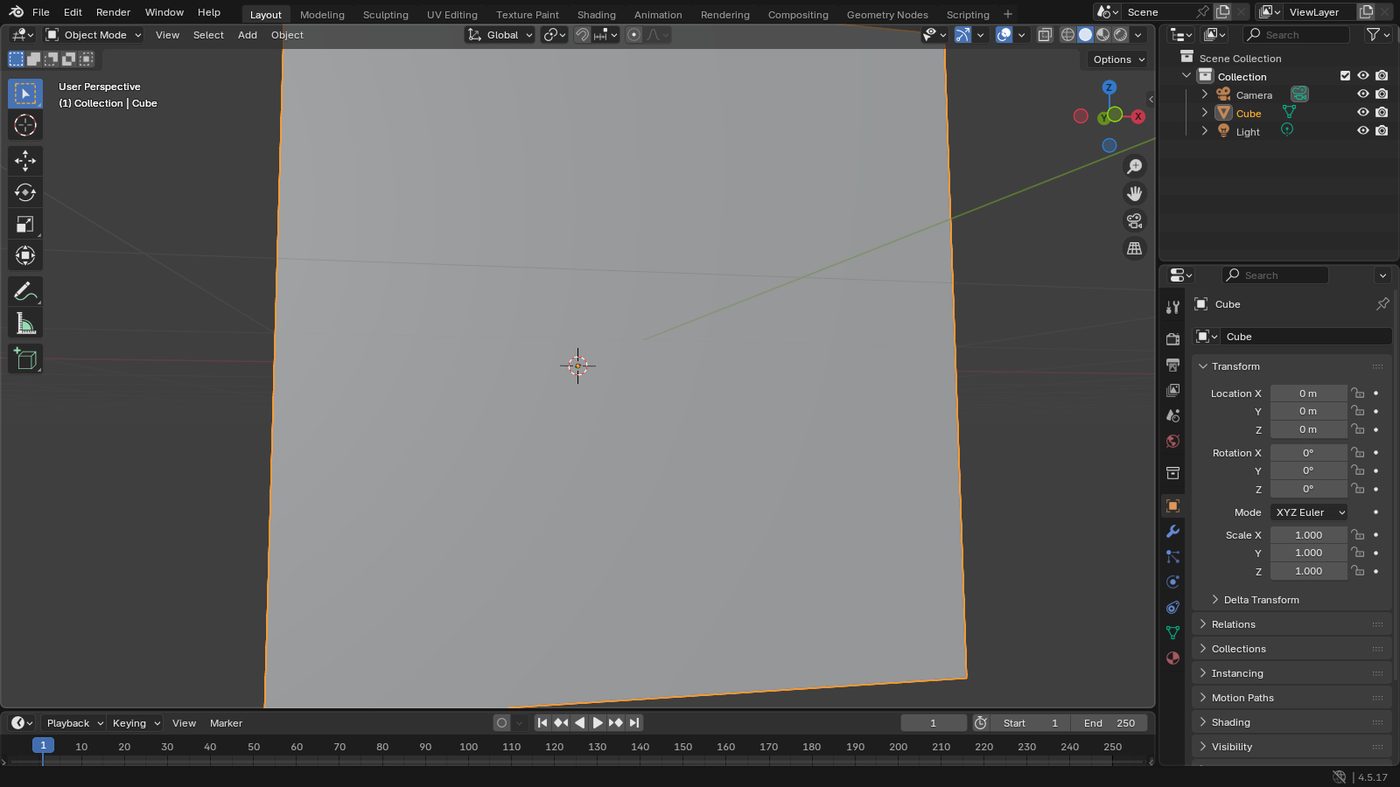 File Edit Render Window Help Layout Modeling Sculpting UV Editing Texture Paint Shading Animation Rendering Compositing Geometry Nodes Scripting Scene ViewLayer
Object Mode View Select Add Object Global Search
Options
User Perspective
(1) Collection | Cube
Z
Y
X
Scene Collection
Collection
Camera
Cube
Light
Search
Cube
Cube
Transform
Location X 0 m
Y 0 m
Z 0 m
Rotation X 0°
Y 0°
Z 0°
Mode XYZ Euler
Scale X 1.000
Y 1.000
Z 1.000
Delta Transform
Relations
Collections
Instancing
Motion Paths
Shading
Visibility
Playback Keying View Marker 1 Start 1 End 250
1 10 20 30 40 50 60 70 80 90 100 110 120 130 140 150 160 170 180 190 200 210 220 230 240 250
4.5.17